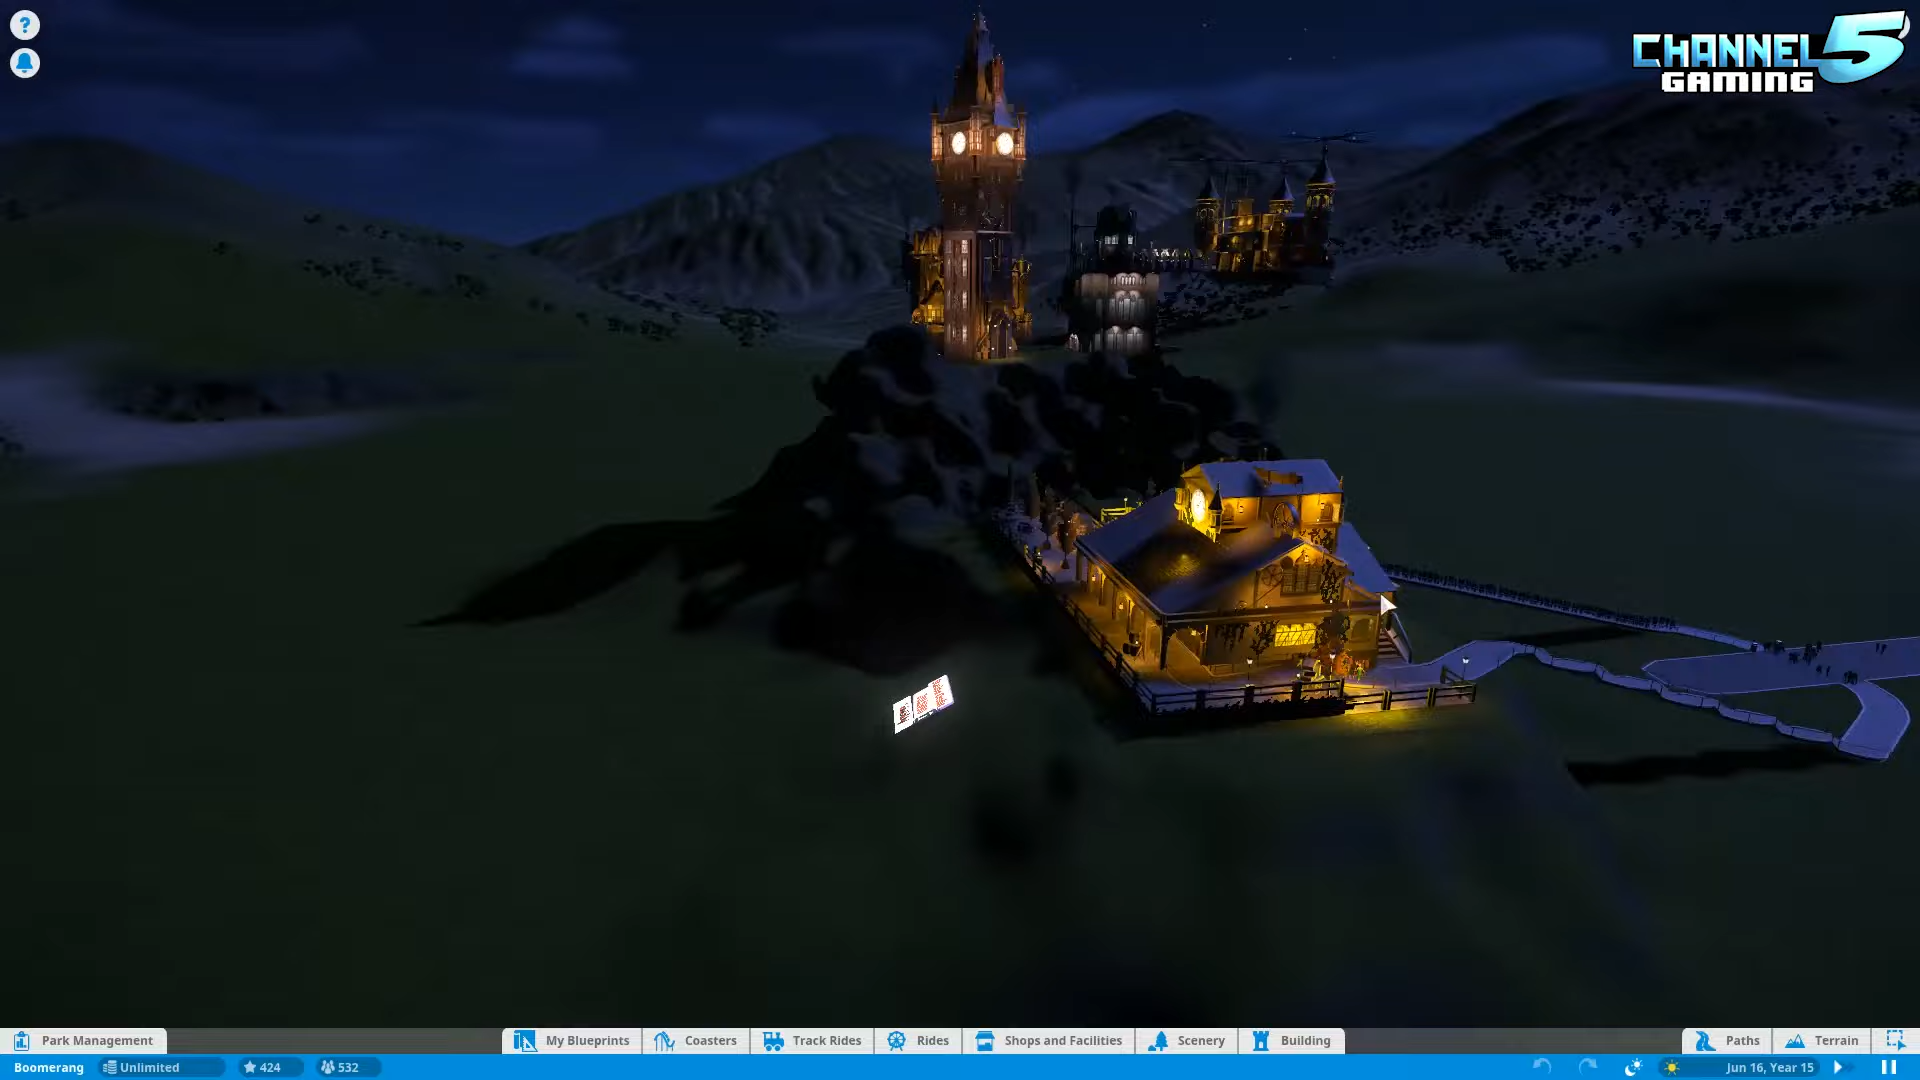 ?
CHANNEL 5
GAMING
Park Management
My Blueprints
Coasters
Track Rides
Rides
Shops and Facilities
Scenery
Building
Paths
Terrain
Boomerang
Unlimited
424
532
Jun 16, Year 15